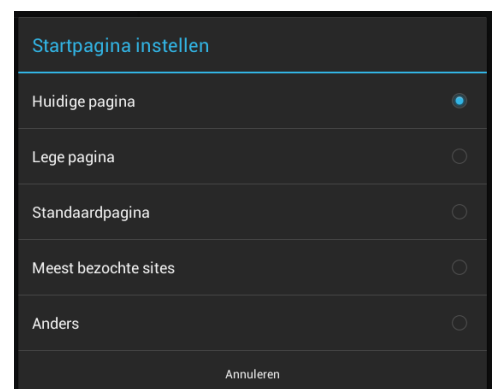 Startpagina instellen
Huidige pagina
Lege pagina
Standaardpagina
Meest bezochte sites
Anders
Annuleren